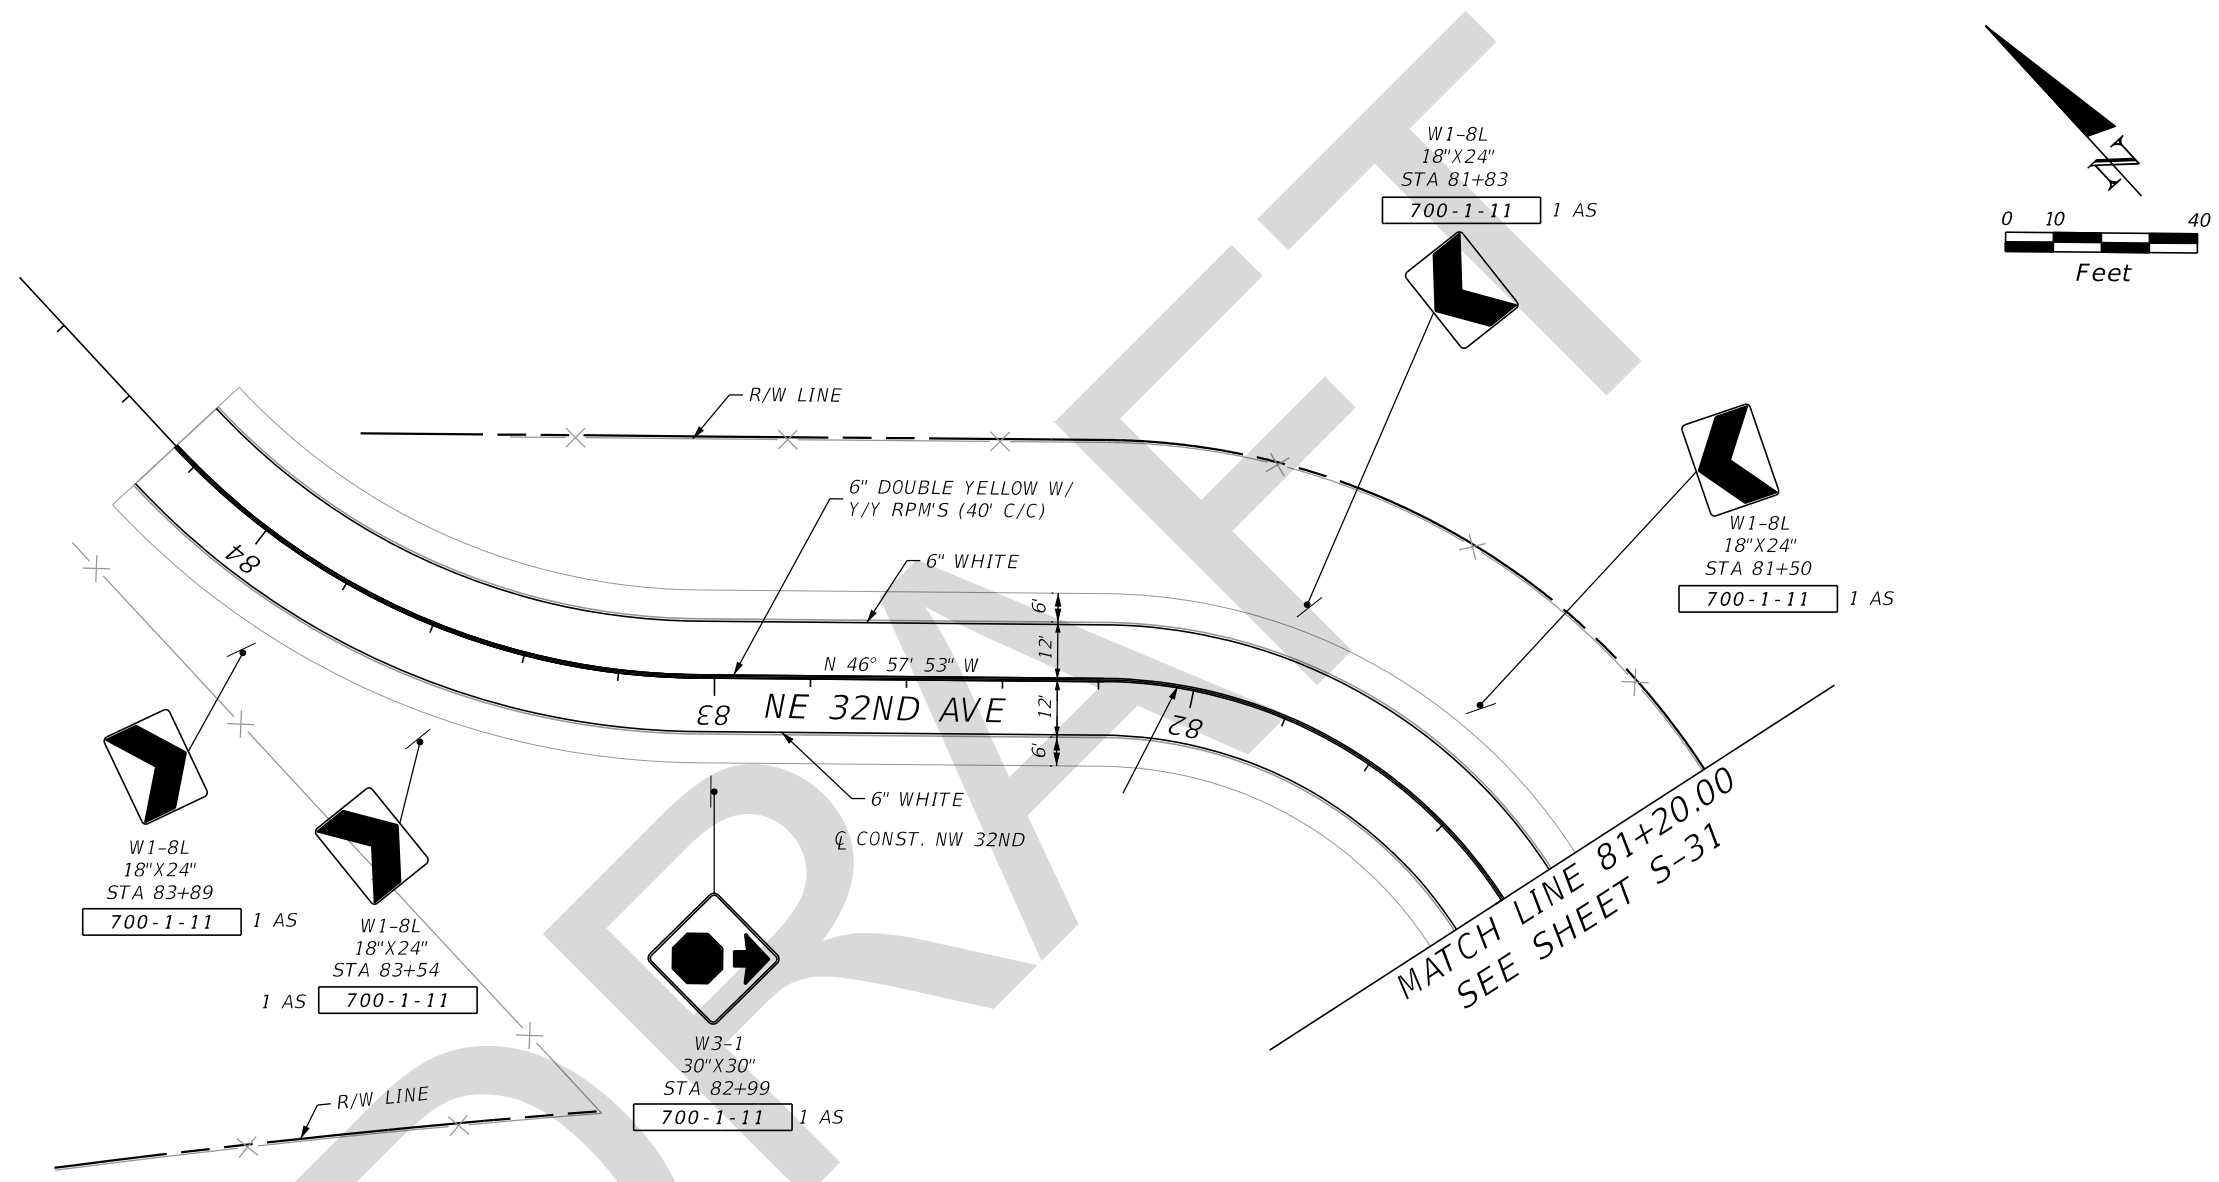 W1-8L
18"X24"
STA 81+83
700-1-11 1 AS
N
0 10 40
Feet
R/W LINE
W1-8L
18"X24"
STA 81+50
700-1-11 1 AS
6" DOUBLE YELLOW W/
Y/Y RPM'S (40' C/C)
6" WHITE
84
6'
12'
N 46° 57' 53" W
83
NE 32ND AVE
12'
82
6'
6" WHITE
℄ CONST. NW 32ND
MATCH LINE 81+20.00
SEE SHEET S-31
W1-8L
18"X24"
STA 83+89
700-1-11 1 AS
W1-8L
18"X24"
STA 83+54
1 AS 700-1-11
W3-1
30"X30"
STA 82+99
700-1-11 1 AS
R/W LINE
DRAFT